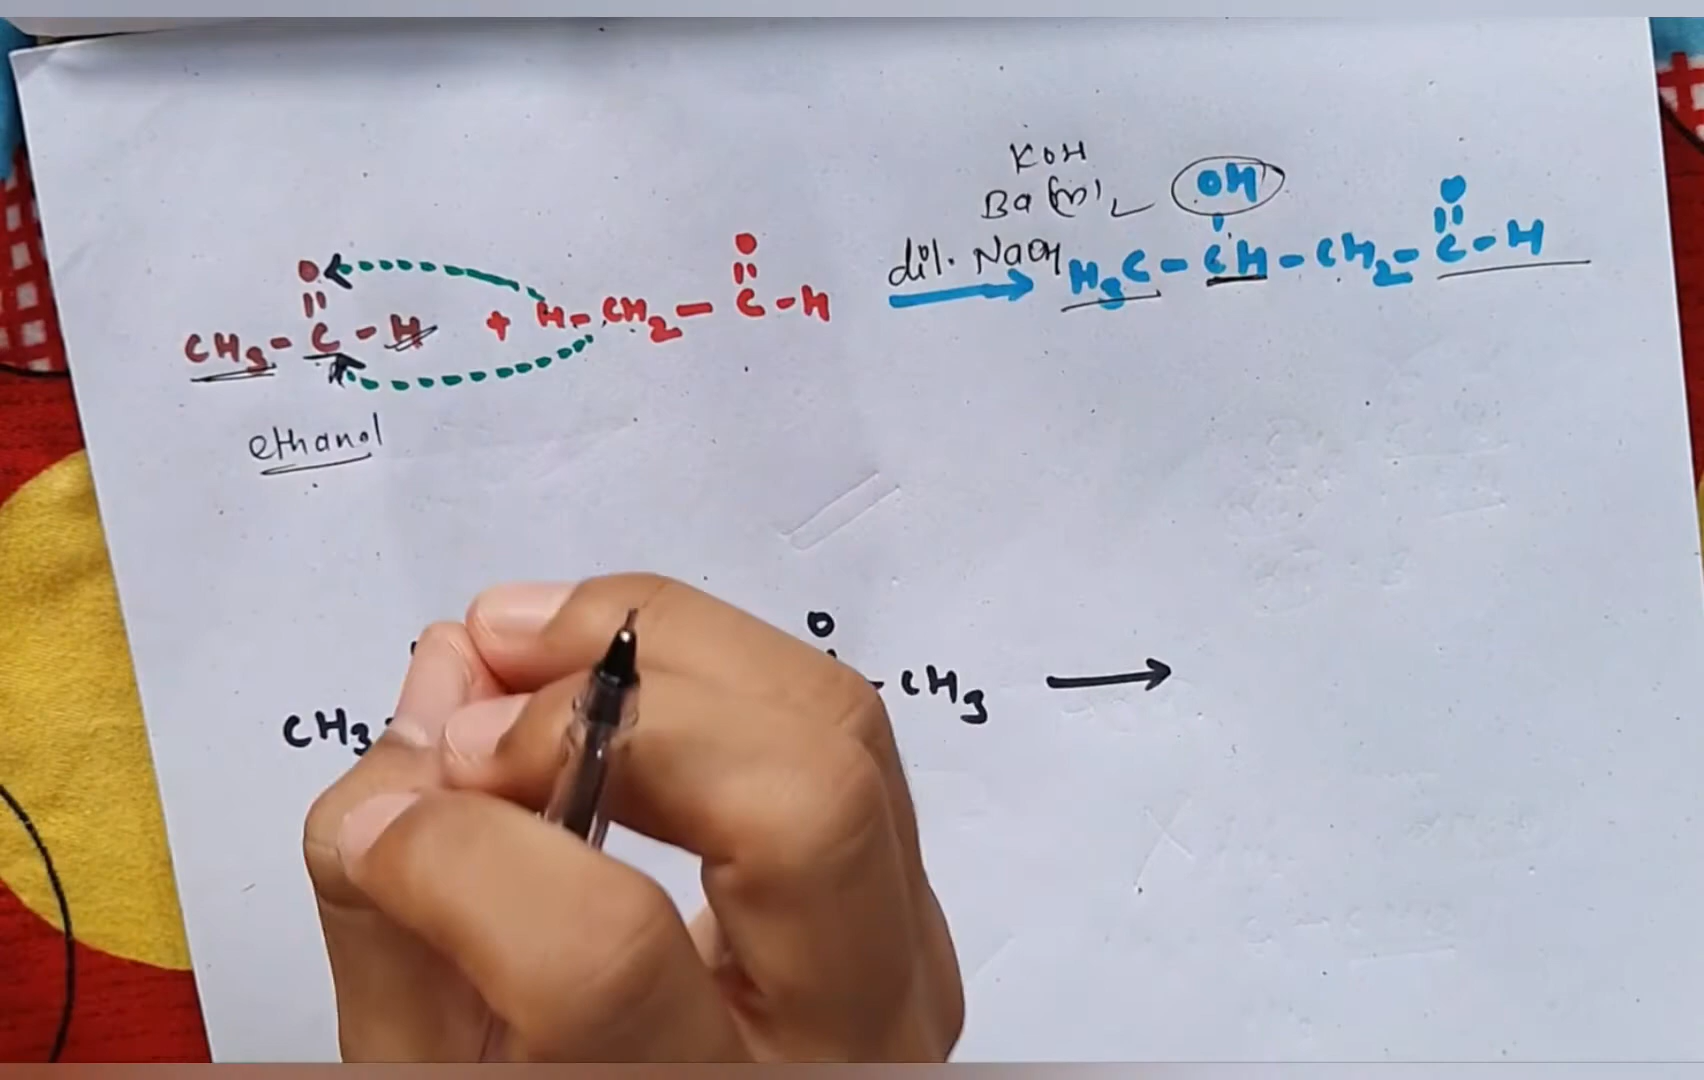 KOH
Ba(OH)2
OH
O
O
O
dil. NaOH
CH3-C-H + H-CH2-C-H
H3C-CH-CH2-C-H
ethanol
O
CH3
-CH3